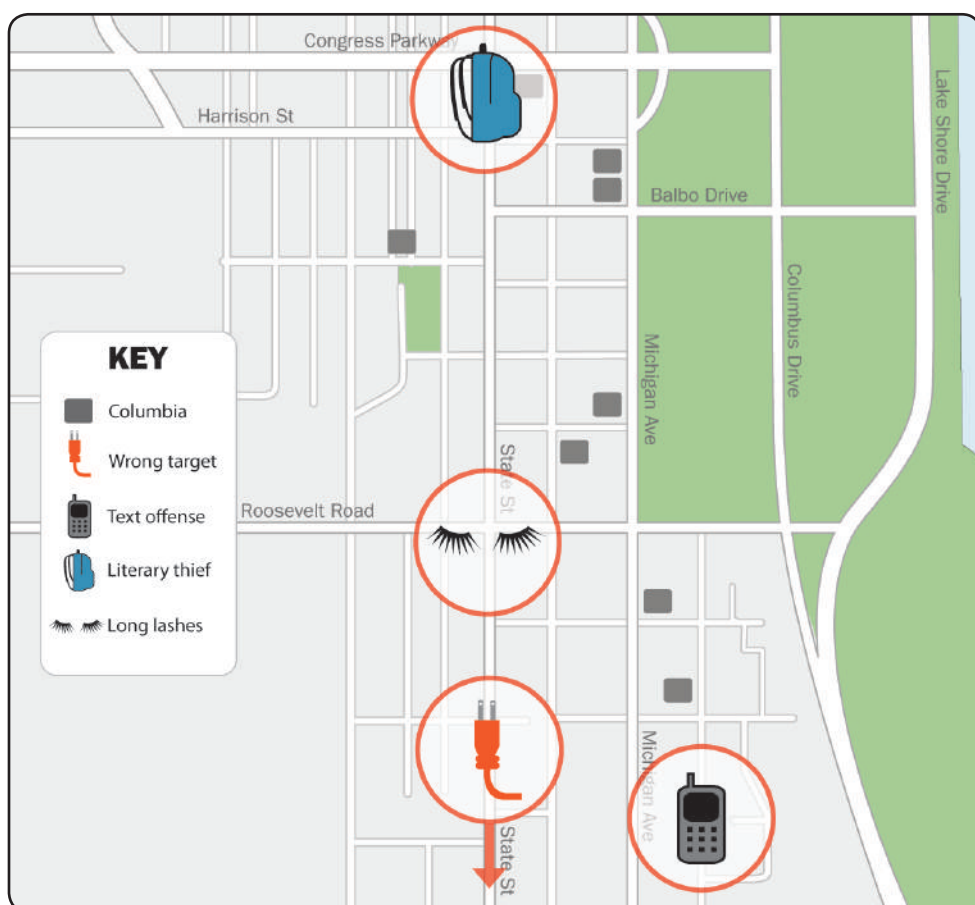 Congress Parkway
Harrison St
Lake Shore Drive
Balbo Drive
Columbus Drive
Michigan Ave
KEY
Columbia
Wrong target
Text offense
Literary thief
Long lashes
State St
Roosevelt Road
Michigan Ave
State St